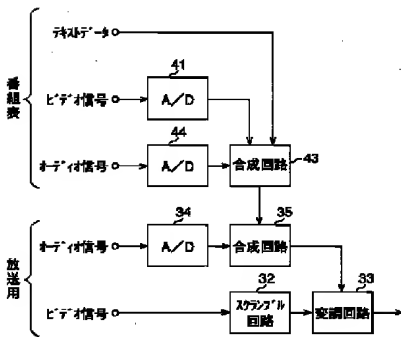 テキストデータ
41
ビデオ信号
A/D
44
オーディオ信号
A/D
合成回路
43
番組表
34
35
オーディオ信号
A/D
合成回路
放送用
32
33
ビデオ信号
スクランブル
回路
変調回路